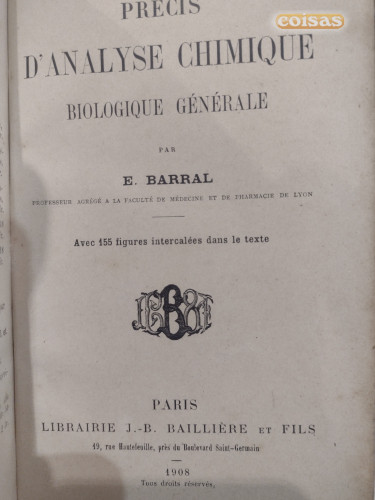 coisas
PRÉCIS
D'ANALYSE CHIMIQUE
BIOLOGIQUE GÉNÉRALE
PAR
E. BARRAL
PROFESSEUR AGRÉGÉ A LA FACULTÉ DE MÉDECINE ET DE PHARMACIE DE LYON
Avec 155 figures intercalées dans le texte
PARIS
LIBRAIRIE J.-B. BAILLIÈRE ET FILS
19, rue Hautefeuille, près du Boulevard Saint-Germain
1908
Tous droits réservés.